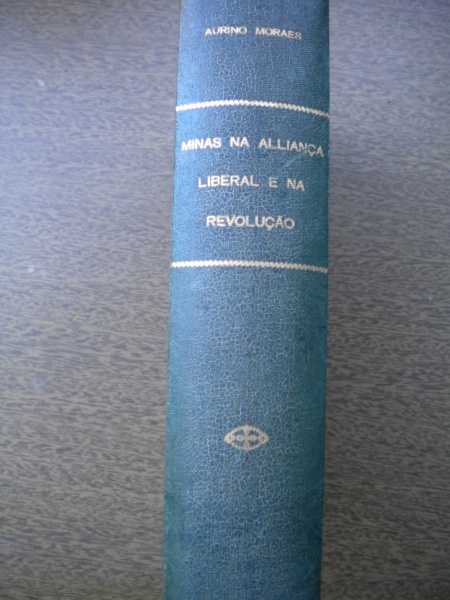 AURINO MORAES
MINAS NA ALLIANÇA
LIBERAL E NA
REVOLUÇÃO